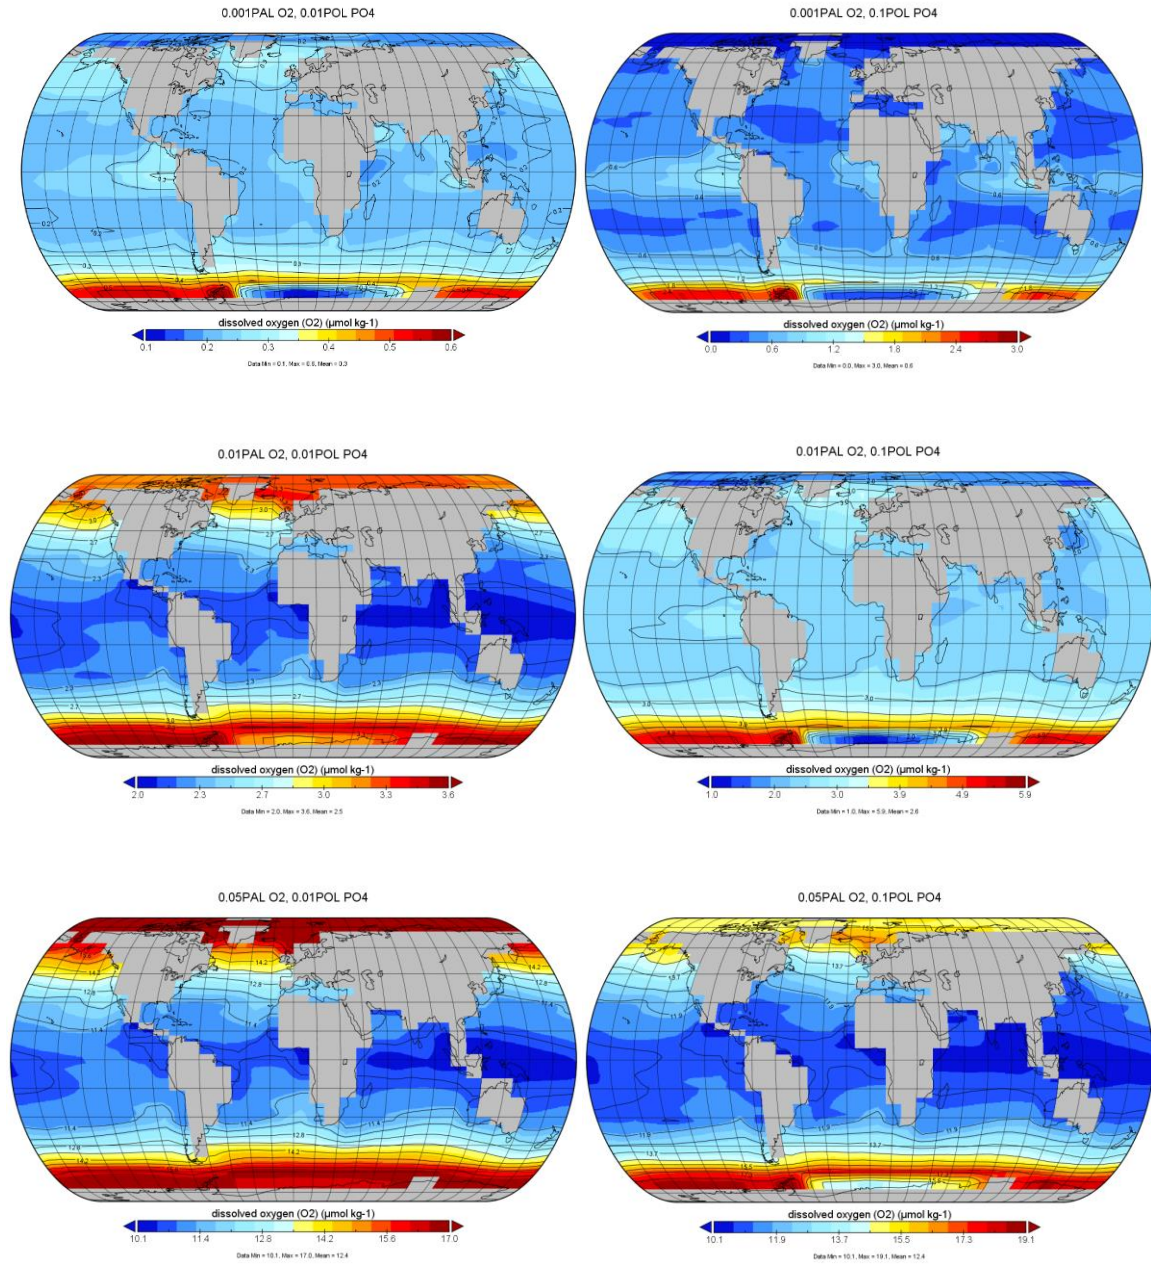 0.001PAL O2, 0.01POL PO4
dissolved oxygen (O2) (µmol kg-1)
0.1 0.2 0.3 0.4 0.5 0.6
Data Min = 0.1, Max = 0.6, Mean = 0.3
0.001PAL O2, 0.1POL PO4
dissolved oxygen (O2) (µmol kg-1)
0.0 0.6 1.2 1.8 2.4 3.0
Data Min = 0.0, Max = 3.0, Mean = 0.6
0.01PAL O2, 0.01POL PO4
dissolved oxygen (O2) (µmol kg-1)
2.0 2.3 2.7 3.0 3.3 3.6
Data Min = 2.0, Max = 3.6, Mean = 2.5
0.01PAL O2, 0.1POL PO4
dissolved oxygen (O2) (µmol kg-1)
1.0 2.0 3.0 3.9 4.9 5.9
Data Min = 1.0, Max = 5.9, Mean = 2.6
0.05PAL O2, 0.01POL PO4
dissolved oxygen (O2) (µmol kg-1)
10.1 11.4 12.8 14.2 15.6 17.0
Data Min = 10.1, Max = 17.0, Mean = 12.4
0.05PAL O2, 0.1POL PO4
dissolved oxygen (O2) (µmol kg-1)
10.1 11.9 13.7 15.5 17.3 19.1
Data Min = 10.1, Max = 19.1, Mean = 12.4